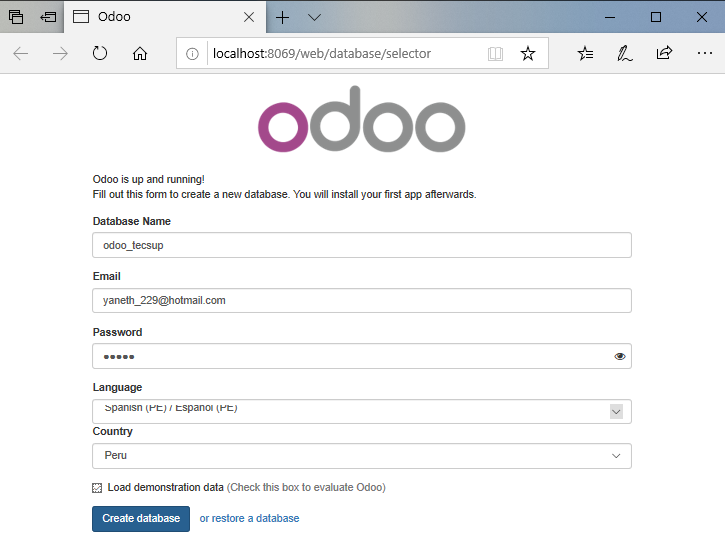 Odoo
localhost:8069/web/database/selector
odoo
Odoo is up and running!
Fill out this form to create a new database. You will install your first app afterwards.
Database Name
odoo_tecsup
Email
yaneth_229@hotmail.com
Password
•••••
Language
Spanish (PE) / Español (PE)
Country
Peru
Load demonstration data (Check this box to evaluate Odoo)
Create database or restore a database